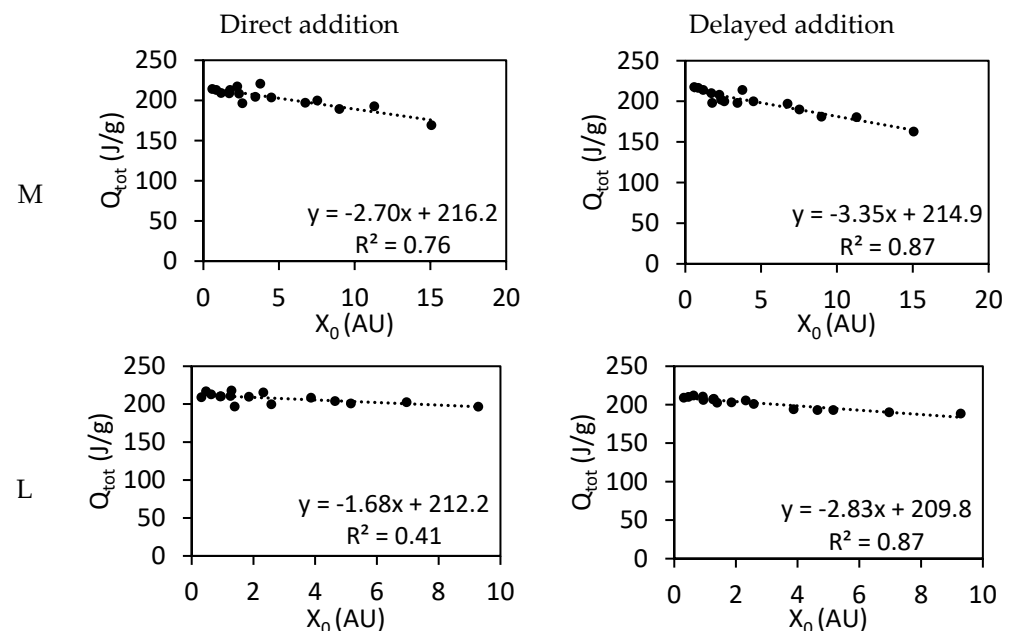 Direct addition
Delayed addition
M
250
200
150
100
50
0
Q_tot (J/g)
y = -2.70x + 216.2
R² = 0.76
0 5 10 15 20
X_0 (AU)
250
200
150
100
50
0
Q_tot (J/g)
y = -3.35x + 214.9
R² = 0.87
0 5 10 15 20
X_0 (AU)
L
250
200
150
100
50
0
Q_tot (J/g)
y = -1.68x + 212.2
R² = 0.41
0 2 4 6 8 10
X_0 (AU)
250
200
150
100
50
0
Q_tot (J/g)
y = -2.83x + 209.8
R² = 0.87
0 2 4 6 8 10
X_0 (AU)